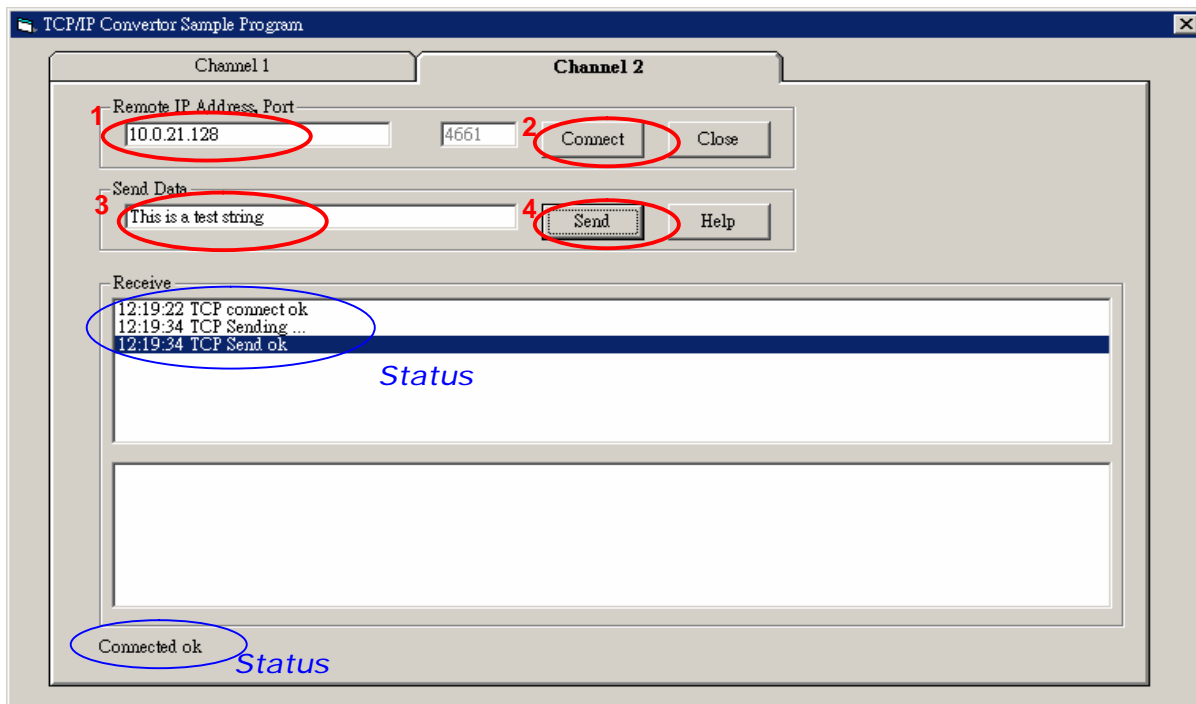 TCP/IP Convertor Sample Program
Channel 1
Channel 2
Remote IP Address, Port
1
10.0.21.128
4661
2
Connect
Close
Send Data
3
This is a test string
4
Send
Help
Receive
12:19:22 TCP connect ok
12:19:34 TCP Sending ...
12:19:34 TCP Send ok
Status
Connected ok
Status